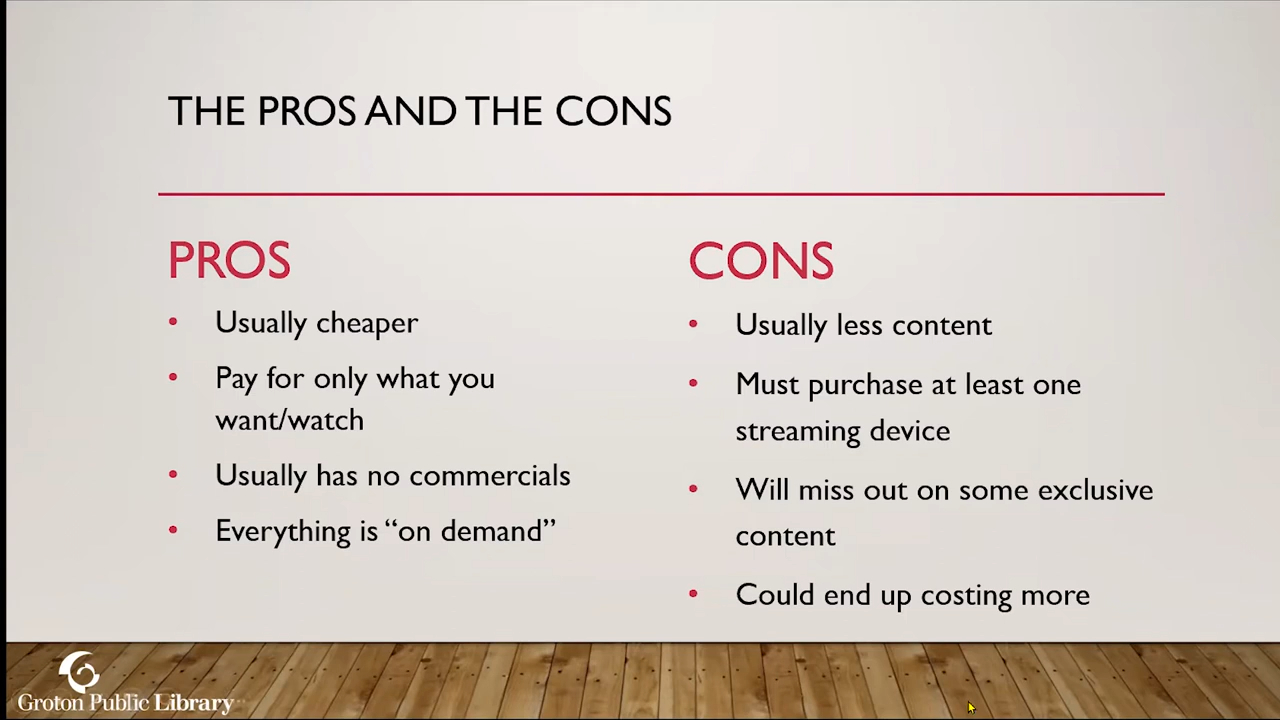 THE PROS AND THE CONS
PROS
• Usually cheaper
• Pay for only what you
want/watch
• Usually has no commercials
• Everything is “on demand”
CONS
• Usually less content
• Must purchase at least one
streaming device
• Will miss out on some exclusive
content
• Could end up costing more
Groton Public Library